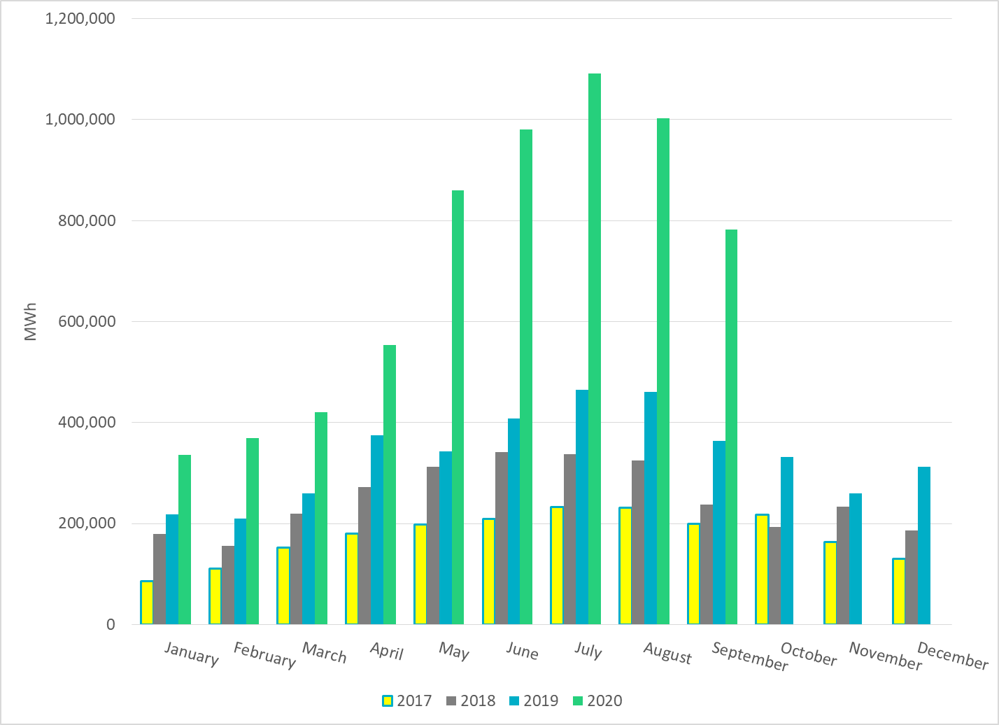 1,200,000
1,000,000
800,000
600,000
400,000
200,000
0
MWh
January February March April May June July August September October November December
2017 2018 2019 2020